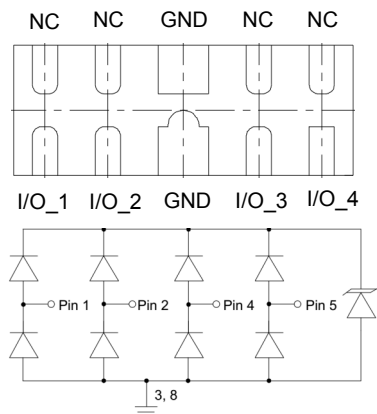 NC NC GND NC NC
I/O_1 I/O_2 GND I/O_3 I/O_4
Pin 1 Pin 2 Pin 4 Pin 5
3, 8